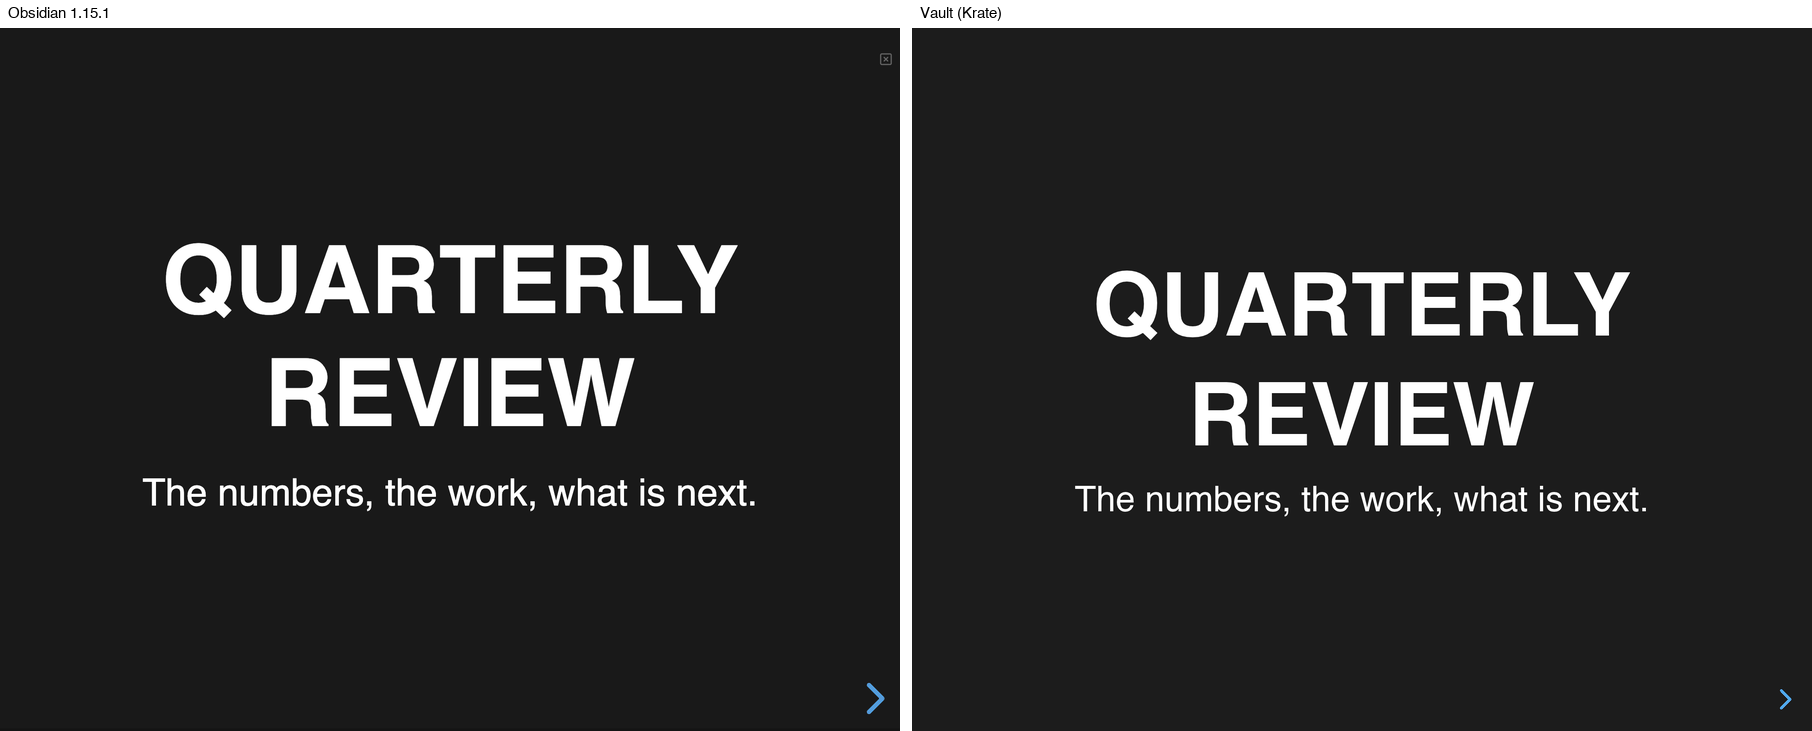 Obsidian 1.15.1
Vault (Krate)
QUARTERLY
REVIEW
The numbers, the work, what is next.
QUARTERLY
REVIEW
The numbers, the work, what is next.